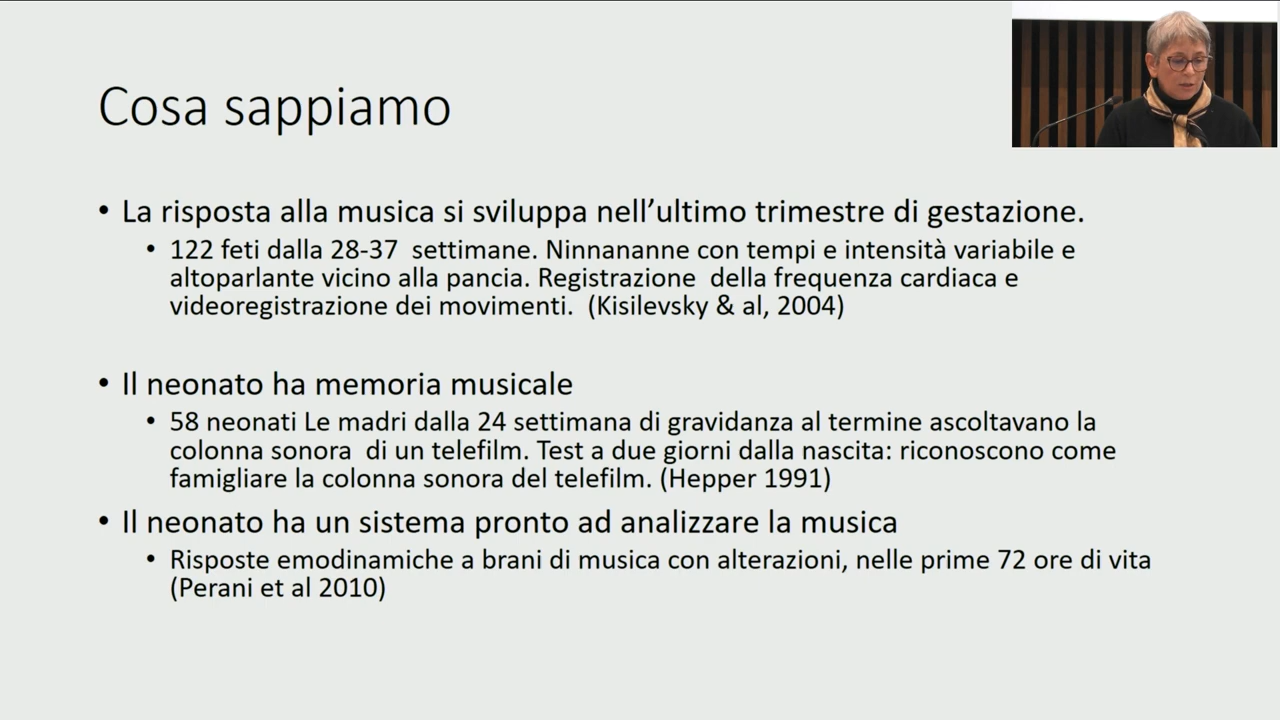 Cosa sappiamo
• La risposta alla musica si sviluppa nell’ultimo trimestre di gestazione.
• 122 feti dalla 28-37  settimane. Ninnananne con tempi e intensità variabile e
altoparlante vicino alla pancia. Registrazione  della frequenza cardiaca e
videoregistrazione dei movimenti.  (Kisilevsky & al, 2004)
• Il neonato ha memoria musicale
• 58 neonati Le madri dalla 24 settimana di gravidanza al termine ascoltavano la
colonna sonora  di un telefilm. Test a due giorni dalla nascita: riconoscono come
famigliare la colonna sonora del telefilm. (Hepper 1991)
• Il neonato ha un sistema pronto ad analizzare la musica
• Risposte emodinamiche a brani di musica con alterazioni, nelle prime 72 ore di vita
(Perani et al 2010)